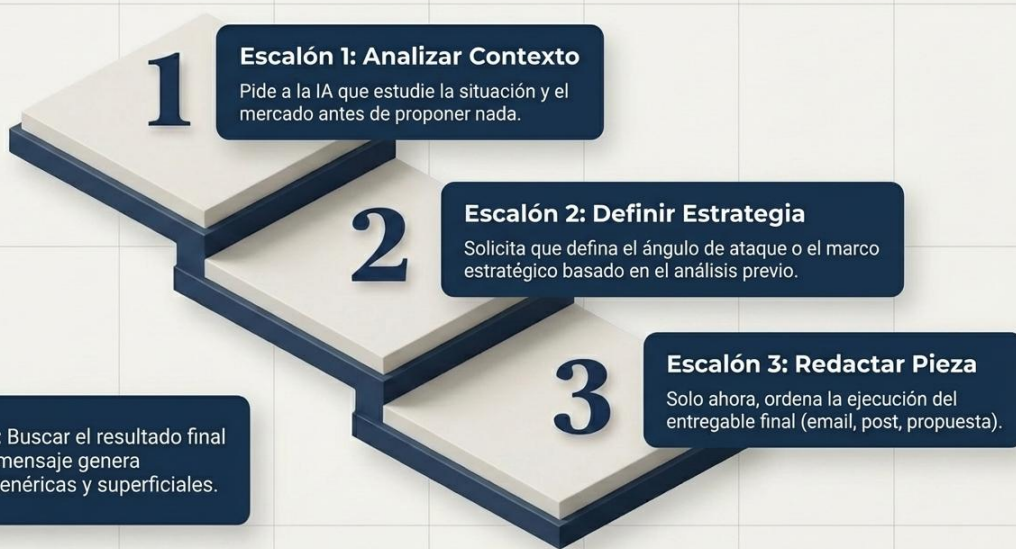 1
Escalón 1: Analizar Contexto
Pide a la IA que estudie la situación y el
mercado antes de proponer nada.
2
Escalón 2: Definir Estrategia
Solicita que defina el ángulo de ataque o el marco
estratégico basado en el análisis previo.
3
Escalón 3: Redactar Pieza
Solo ahora, ordena la ejecución del
entregable final (email, post, propuesta).
: Buscar el resultado final
mensaje genera
enéricas y superficiales.